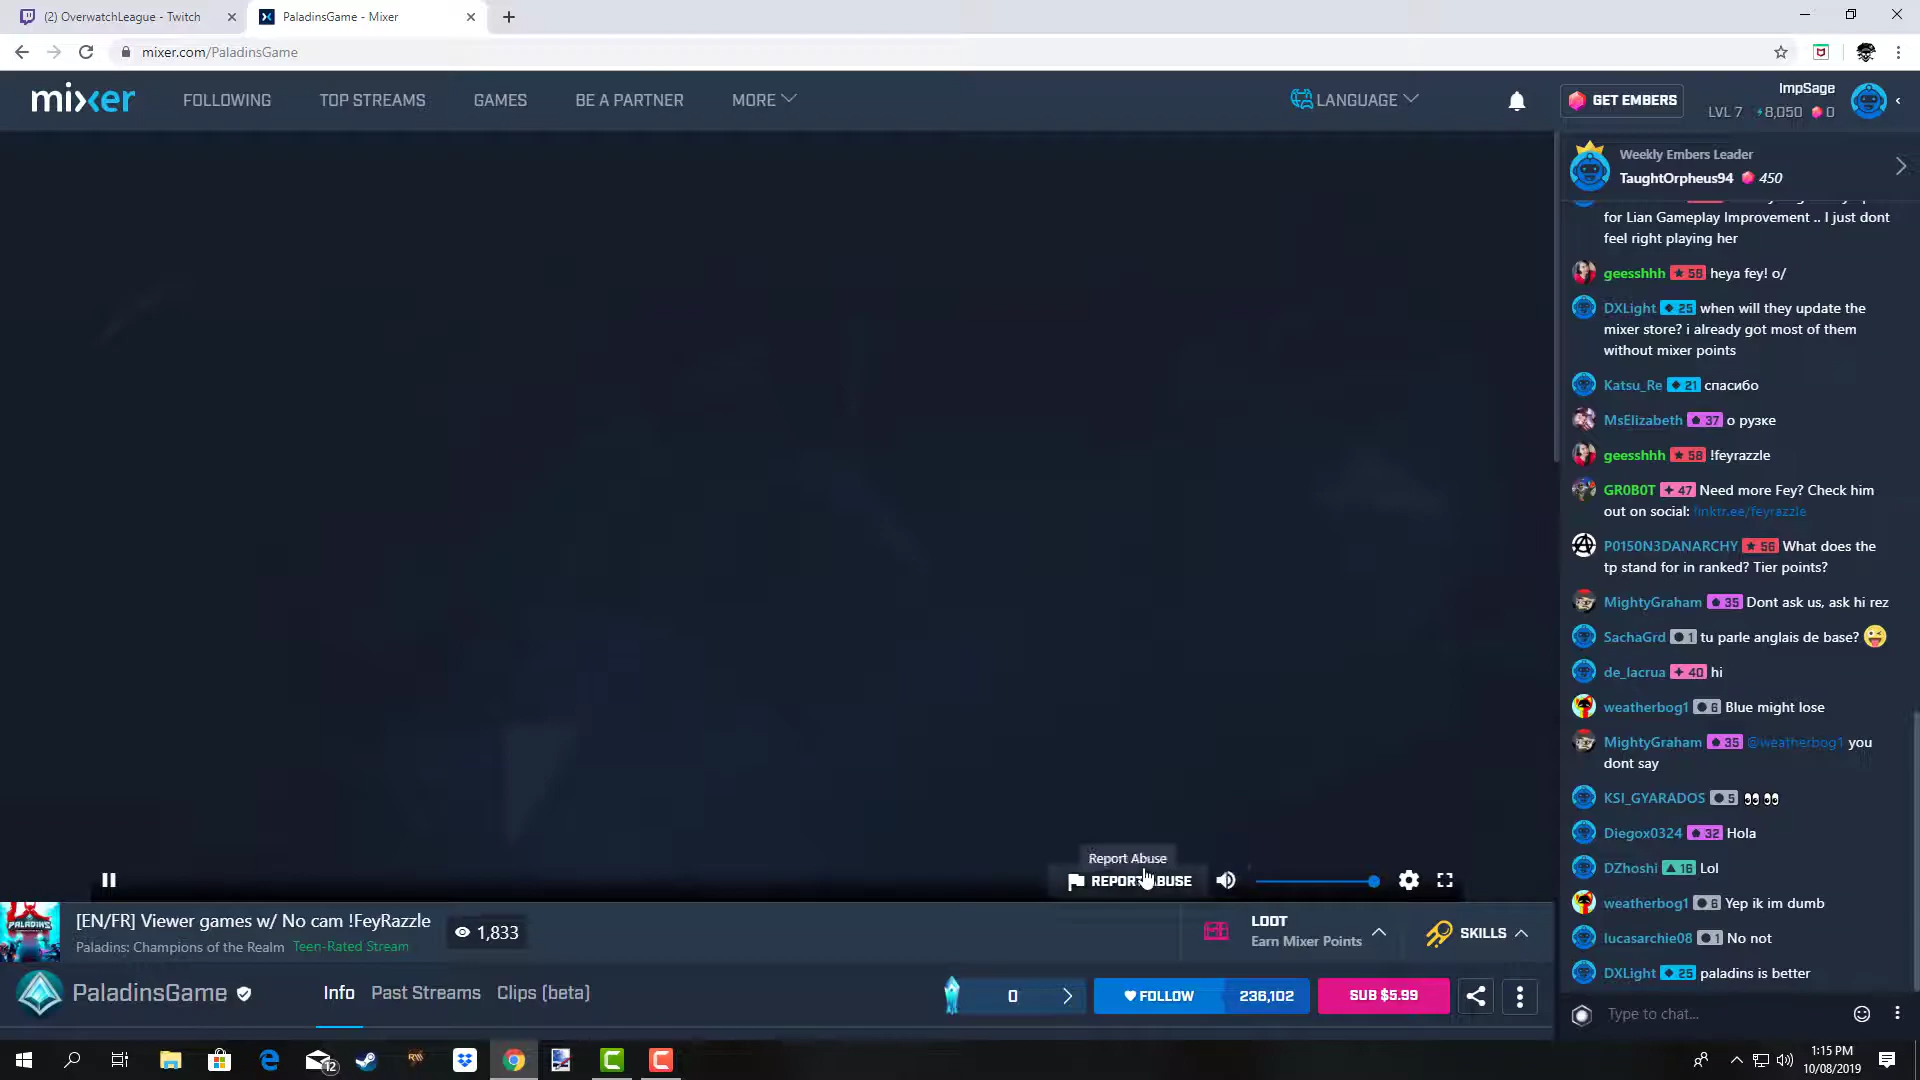 (2) OverwatchLeague - Twitch
PaladinsGame - Mixer
mixer.com/PaladinsGame
mixer
FOLLOWING
TOP STREAMS
GAMES
BE A PARTNER
MORE
LANGUAGE
GET EMBERS
ImpSage
LVL 7 8,050 0
Weekly Embers Leader
TaughtOrpheus94 450
for Lian Gameplay Improvement .. I just dont
feel right playing her
geesshhh 58 heya fey! o/
DXLight 25 when will they update the
mixer store? i already got most of them
without mixer points
Katsu_Re 21 спасибо
MsElizabeth 37 о рузке
geesshhh 58 !feyrazzle
GR0B0T 47 Need more Fey? Check him
out on social: linktr.ee/feyrazzle
P0150N3DANARCHY 56 What does the
tp stand for in ranked? Tier points?
MightyGraham 35 Dont ask us, ask hi rez
SachaGrd 1 tu parle anglais de base?
de_lacrua 40 hi
weatherbog1 6 Blue might lose
MightyGraham 35 @weatherbog1 you
dont say
KSI_GYARADOS 5
Diegox0324 32 Hola
DZhoshi 16 Lol
weatherbog1 6 Yep ik im dumb
lucasarchie08 1 No not
DXLight 25 paladins is better
Type to chat...
Report Abuse
REPORT ABUSE
PALADINS
[EN/FR] Viewer games w/ No cam !FeyRazzle
1,833
Paladins: Champions of the Realm Teen-Rated Stream
LOOT
Earn Mixer Points
SKILLS
PaladinsGame
Info
Past Streams
Clips (beta)
0
FOLLOW 236,102
SUB $5.99
12
1:15 PM
10/08/2019